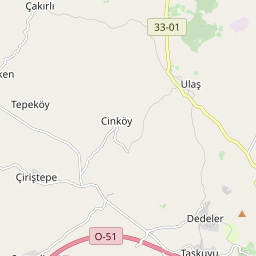 Çakırlı
33-01
ken
Ulaş
Tepeköy
Cinköy
Çiriştepe
Dedeler
O-51
Taşkuyu